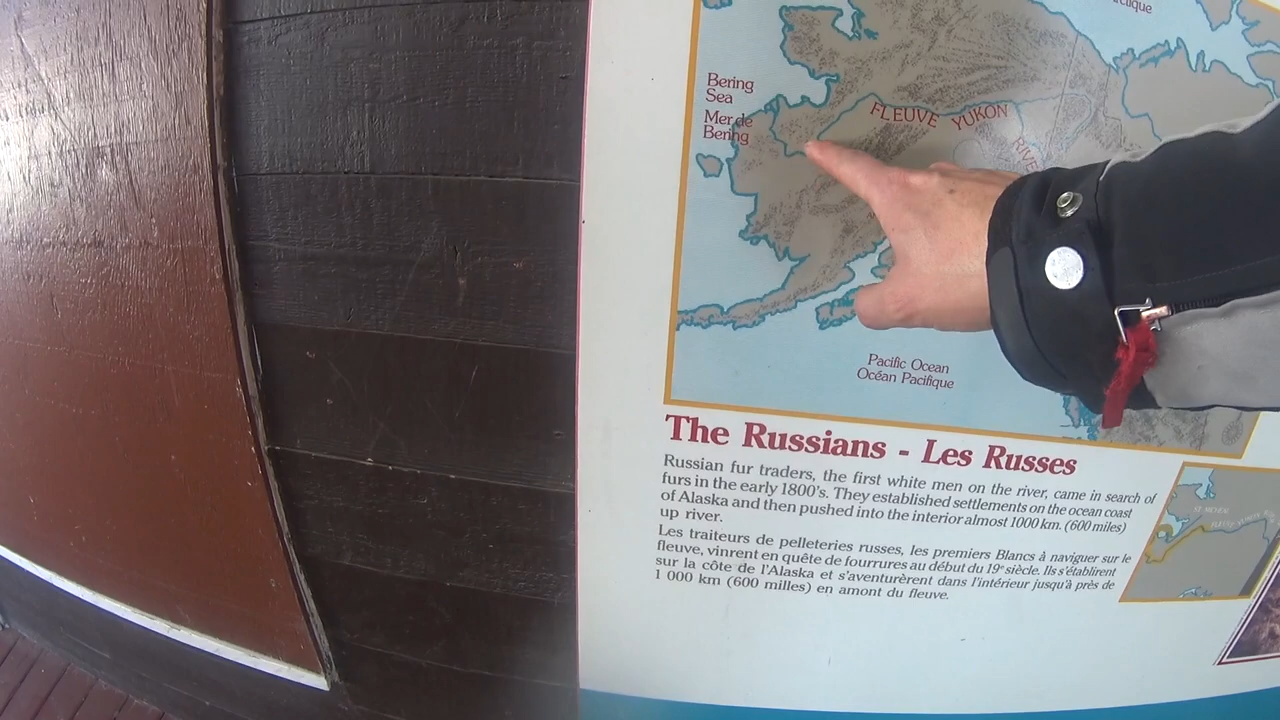 Bering
Sea
Mer de
Bering
FLEUVE YUKON
Pacific Ocean
Océan Pacifique
The Russians - Les Russes
Russian fur traders, the first white men on the river, came in search of
furs in the early 1800's. They established settlements on the ocean coast
of Alaska and then pushed into the interior almost 1000 km. (600 miles)
up river.
Les traiteurs de pelleteries russes, les premiers Blancs à naviguer sur le
fleuve, vinrent en quête de fourrures au début du 19e siècle. Ils s'établirent
sur la côte de l'Alaska et s'aventurèrent dans l'intérieur jusqu'à près de
1 000 km (600 milles) en amont du fleuve.